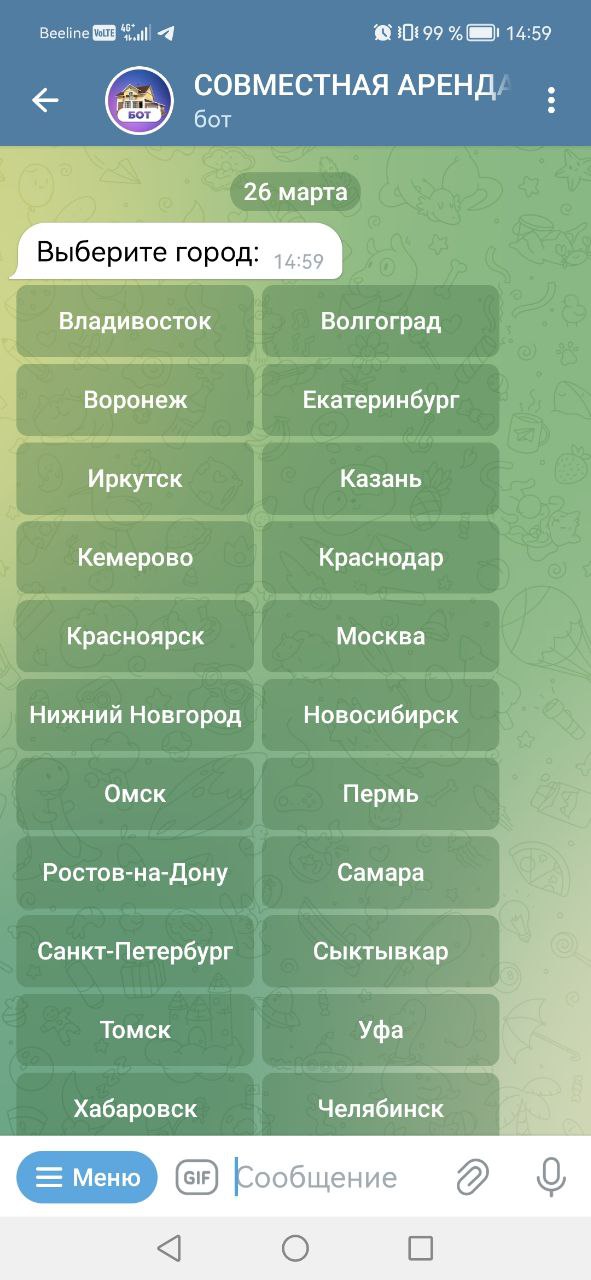 Beeline VoLTE 4G+ 99 % 14:59
СОВМЕСТНАЯ АРЕНДА
БОТ
бот
26 марта
Выберите город: 14:59
Владивосток Волгоград
Воронеж Екатеринбург
Иркутск Казань
Кемерово Краснодар
Красноярск Москва
Нижний Новгород Новосибирск
Омск Пермь
Ростов-на-Дону Самара
Санкт-Петербург Сыктывкар
Томск Уфа
Хабаровск Челябинск
Меню GIF Сообщение